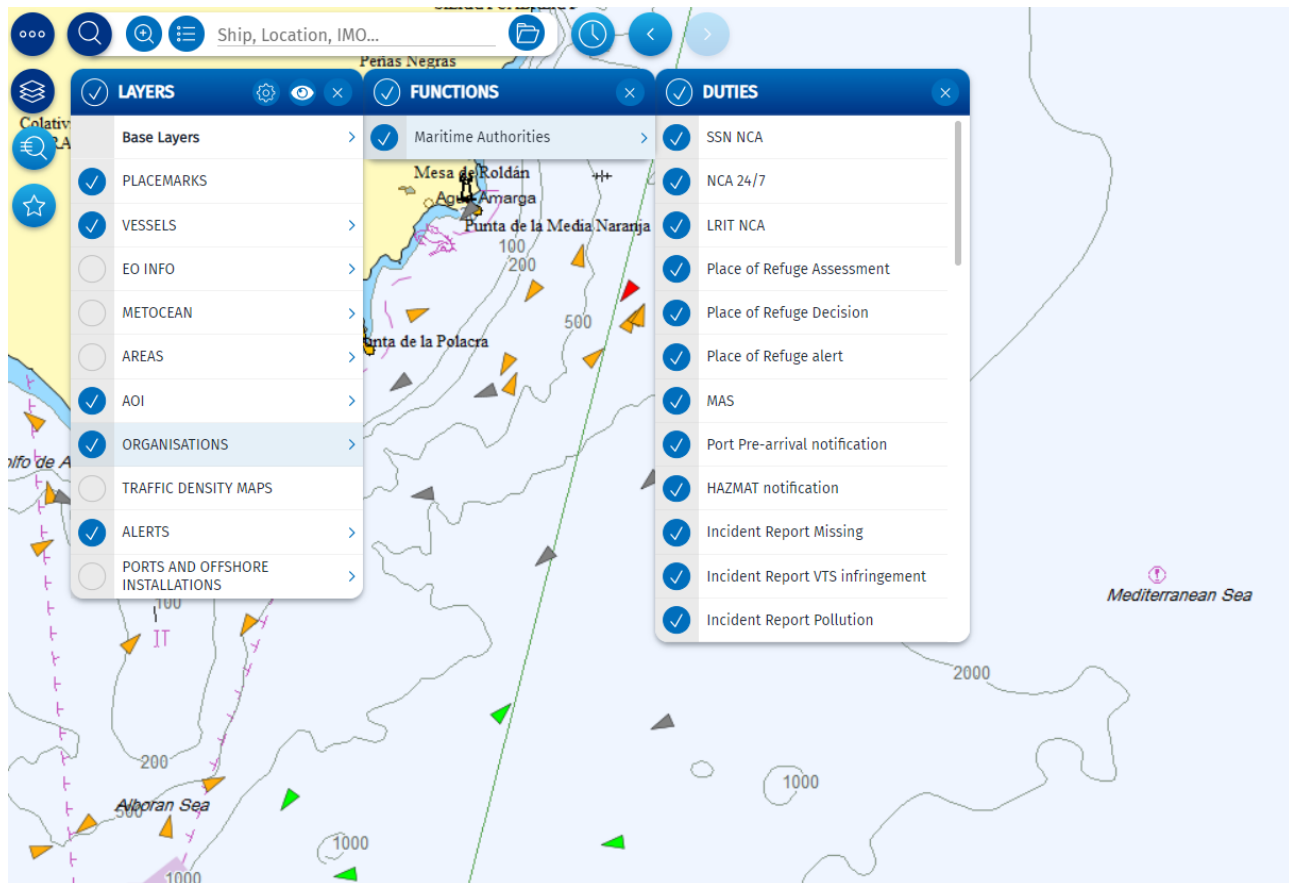 Ship, Location, IMO...
Peñas Negras
LAYERS
Base Layers
PLACEMARKS
VESSELS
EO INFO
METOCEAN
AREAS
AOI
ORGANISATIONS
TRAFFIC DENSITY MAPS
ALERTS
PORTS AND OFFSHORE
INSTALLATIONS
FUNCTIONS
Maritime Authorities
DUTIES
SSN NCA
NCA 24/7
LRIT NCA
Place of Refuge Assessment
Place of Refuge Decision
Place of Refuge alert
MAS
Port Pre-arrival notification
HAZMAT notification
Incident Report Missing
Incident Report VTS infringement
Incident Report Pollution
Mesa de Roldán
Agua Amarga
Punta de la Media Naranja
100
200
500
de la Polacra
100
200
500
Alboran Sea
1000
1000
1000
2000
Mediterranean Sea